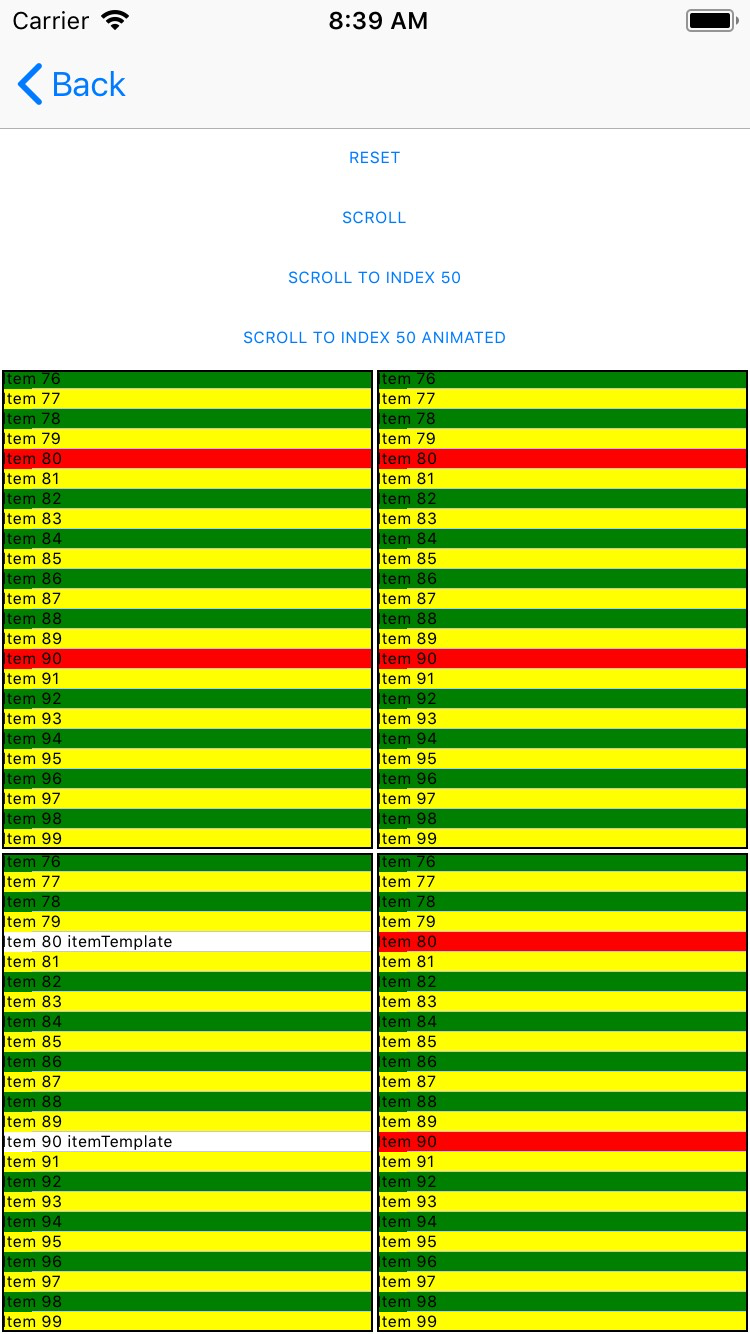 Carrier 8:39 AM
Back
RESET
SCROLL
SCROLL TO INDEX 50
SCROLL TO INDEX 50 ANIMATED
Item 76 Item 76
Item 77 Item 77
Item 78 Item 78
Item 79 Item 79
Item 80 Item 80
Item 81 Item 81
Item 82 Item 82
Item 83 Item 83
Item 84 Item 84
Item 85 Item 85
Item 86 Item 86
Item 87 Item 87
Item 88 Item 88
Item 89 Item 89
Item 90 Item 90
Item 91 Item 91
Item 92 Item 92
Item 93 Item 93
Item 94 Item 94
Item 95 Item 95
Item 96 Item 96
Item 97 Item 97
Item 98 Item 98
Item 99 Item 99
Item 76 Item 76
Item 77 Item 77
Item 78 Item 78
Item 79 Item 79
Item 80 itemTemplate Item 80
Item 81 Item 81
Item 82 Item 82
Item 83 Item 83
Item 84 Item 84
Item 85 Item 85
Item 86 Item 86
Item 87 Item 87
Item 88 Item 88
Item 89 Item 89
Item 90 itemTemplate Item 90
Item 91 Item 91
Item 92 Item 92
Item 93 Item 93
Item 94 Item 94
Item 95 Item 95
Item 96 Item 96
Item 97 Item 97
Item 98 Item 98
Item 99 Item 99